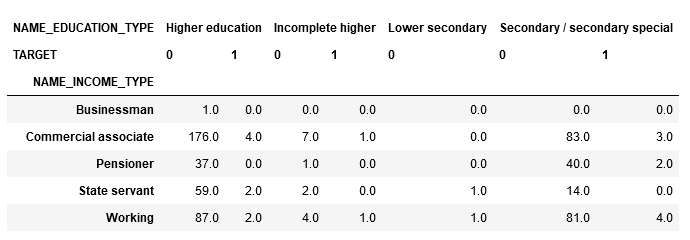 NAME_EDUCATION_TYPE Higher education Incomplete higher Lower secondary Secondary / secondary special
TARGET 0 1 0 1 0 0 1
NAME_INCOME_TYPE
Businessman 1.0 0.0 0.0 0.0 0.0 0.0 0.0
Commercial associate 176.0 4.0 7.0 1.0 0.0 83.0 3.0
Pensioner 37.0 0.0 1.0 0.0 0.0 40.0 2.0
State servant 59.0 2.0 2.0 0.0 1.0 14.0 0.0
Working 87.0 2.0 4.0 1.0 1.0 81.0 4.0